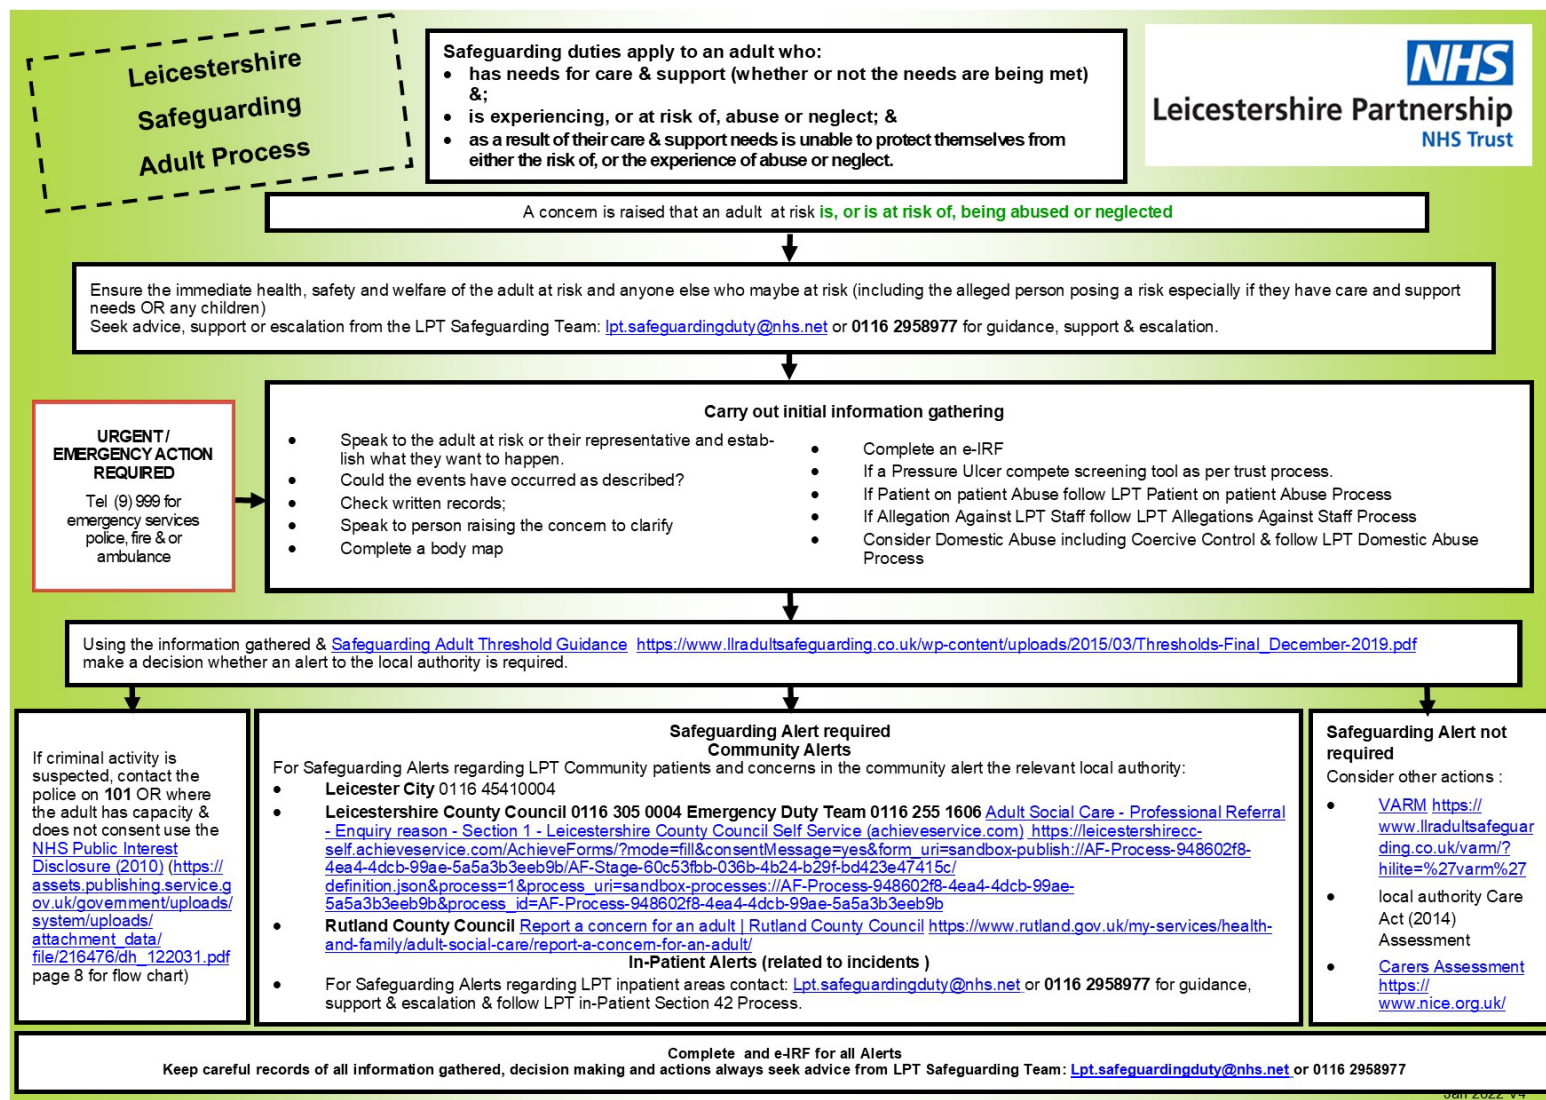 Leicestershire
Safeguarding
Adult Process
Safeguarding duties apply to an adult who:
• has needs for care & support (whether or not the needs are being met)
&;
• is experiencing, or at risk of, abuse or neglect; &
• as a result of their care & support needs is unable to protect themselves from
either the risk of, or the experience of abuse or neglect.
NHS
Leicestershire Partnership
NHS Trust
A concern is raised that an adult at risk is, or is at risk of, being abused or neglected
Ensure the immediate health, safety and welfare of the adult at risk and anyone else who maybe at risk (including the alleged person posing a risk especially if they have care and support
needs OR any children)
Seek advice, support or escalation from the LPT Safeguarding Team: lpt.safeguardingduty@nhs.net or 0116 2958977 for guidance, support & escalation.
URGENT /
EMERGENCY ACTION
REQUIRED
Tel (9) 999 for
emergency services
police, fire & or
ambulance
Carry out initial information gathering
• Speak to the adult at risk or their representative and estab-
lish what they want to happen.
• Could the events have occurred as described?
• Check written records;
• Speak to person raising the concern to clarify
• Complete a body map
• Complete an e-IRF
• If a Pressure Ulcer compete screening tool as per trust process.
• If Patient on patient Abuse follow LPT Patient on patient Abuse Process
• If Allegation Against LPT Staff follow LPT Allegations Against Staff Process
• Consider Domestic Abuse including Coercive Control & follow LPT Domestic Abuse
Process
Using the information gathered & Safeguarding Adult Threshold Guidance https://www.llradultsafeguarding.co.uk/wp-content/uploads/2015/03/Thresholds-Final_December-2019.pdf
make a decision whether an alert to the local authority is required.
If criminal activity is
suspected, contact the
police on 101 OR where
the adult has capacity &
does not consent use the
NHS Public Interest
Disclosure (2010) (https://
assets.publishing.service.g
ov.uk/government/uploads/
system/uploads/
attachment_data/
file/216476/dh_122031.pdf
page 8 for flow chart)
Safeguarding Alert required
Community Alerts
For Safeguarding Alerts regarding LPT Community patients and concerns in the community alert the relevant local authority:
• Leicester City 0116 45410004
• Leicestershire County Council 0116 305 0004 Emergency Duty Team 0116 255 1606 Adult Social Care - Professional Referral
- Enquiry reason - Section 1 - Leicestershire County Council Self Service (achieveservice.com) https://leicestershirecc-
self.achieveservice.com/AchieveForms/?mode=fill&consentMessage=yes&form_uri=sandbox-publish://AF-Process-948602f8-
4ea4-4dcb-99ae-5a5a3b3eeb9b/AF-Stage-60c53fbb-036b-4b24-b29f-bd423e47415c/
definition.json&process=1&process_uri=sandbox-processes://AF-Process-948602f8-4ea4-4dcb-99ae-
5a5a3b3eeb9b&process_id=AF-Process-948602f8-4ea4-4dcb-99ae-5a5a3b3eeb9b
• Rutland County Council Report a concern for an adult | Rutland County Council https://www.rutland.gov.uk/my-services/health-
and-family/adult-social-care/report-a-concern-for-an-adult/
In-Patient Alerts (related to incidents )
• For Safeguarding Alerts regarding LPT inpatient areas contact: Lpt.safeguardingduty@nhs.net or 0116 2958977 for guidance,
support & escalation & follow LPT in-Patient Section 42 Process.
Safeguarding Alert not
required
Consider other actions :
• VARM https://
www.llradultsafeguar
ding.co.uk/varm/?
hilite=%27varm%27
• local authority Care
Act (2014)
Assessment
• Carers Assessment
https://
www.nice.org.uk/
Complete and e-IRF for all Alerts
Keep careful records of all information gathered, decision making and actions always seek advice from LPT Safeguarding Team: Lpt.safeguardingduty@nhs.net or 0116 2958977
Jan 2022 V4